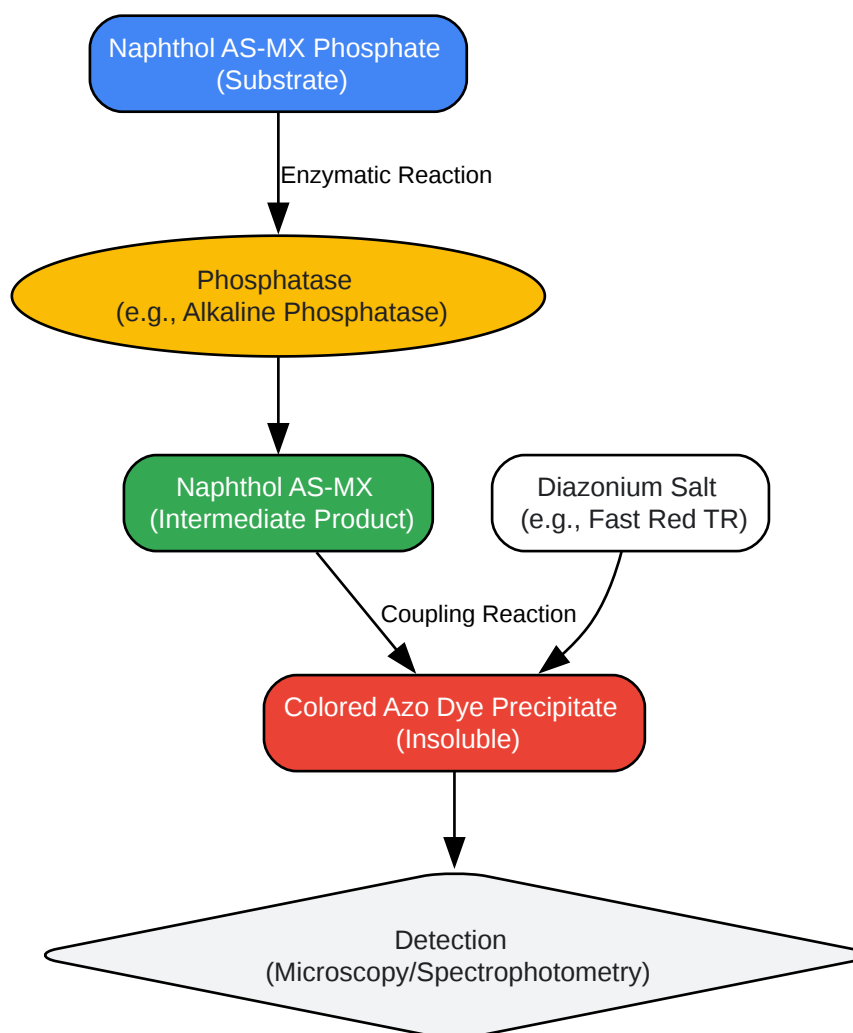 Naphthol AS-MX Phosphate
(Substrate)
Enzymatic Reaction
Phosphatase
(e.g., Alkaline Phosphatase)
Naphthol AS-MX
(Intermediate Product)
Diazonium Salt
(e.g., Fast Red TR)
Coupling Reaction
Colored Azo Dye Precipitate
(Insoluble)
Detection
(Microscopy/Spectrophotometry)